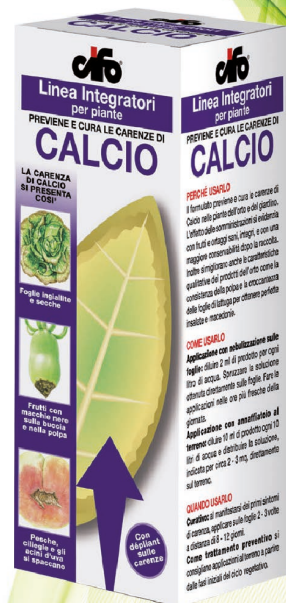 cifo
Linea Integratori
per piante
PREVIENE E CURA LE CARENZE DI
CALCIO
LA CARENZA
DI CALCIO
SI PRESENTA
COSI'
Foglie ingiallite
e secche
Frutti con
macchie nere
sulla buccia
e nella polpa
Pesche,
ciliegie e gli
acini d'uva
si spaccano
Con
dépliant
sulle
carenze
cifo
Linea Integratori
per piante
PREVIENE E CURA LE CARENZE DI
CALCIO
PERCHÉ USARLO
Il formulato previene e cura le carenze di
Calcio nelle piante dell'orto e del giardino.
L'effetto delle somministrazioni si evidenzia
con frutti e ortaggi sani, integri, e con una
maggiore conservabilità dopo la raccolta.
Inoltre si migliorano anche le caratteristiche
qualitative dei prodotti dell'orto come la
consistenza della polpa e la croccantezza
delle foglie di lattuga per ottenere perfette
insalate e macedonie.
COME USARLO
Applicazione con nebulizzazione sulle
foglie: diluire 2 ml di prodotto per ogni
litro di acqua. Spruzzare la soluzione
ottenuta direttamente sulle foglie. Fare le
applicazioni nelle ore più fresche della
giornata.
Applicazione con annaffiatoio al
terreno: diluire 10 ml di prodotto ogni 10
litri di acqua e distribuire la soluzione,
indicata per circa 2 - 3 mq, direttamente
sul terreno.
QUANDO USARLO
Curativo: al manifestarsi dei primi sintomi
di carenza, applicare sulle foglie 2 - 3 volte
a distanza di 8 - 12 giorni.
Come trattamento preventivo si
consigliano applicazioni al terreno a partire
dalle fasi iniziali del ciclo vegetativo.